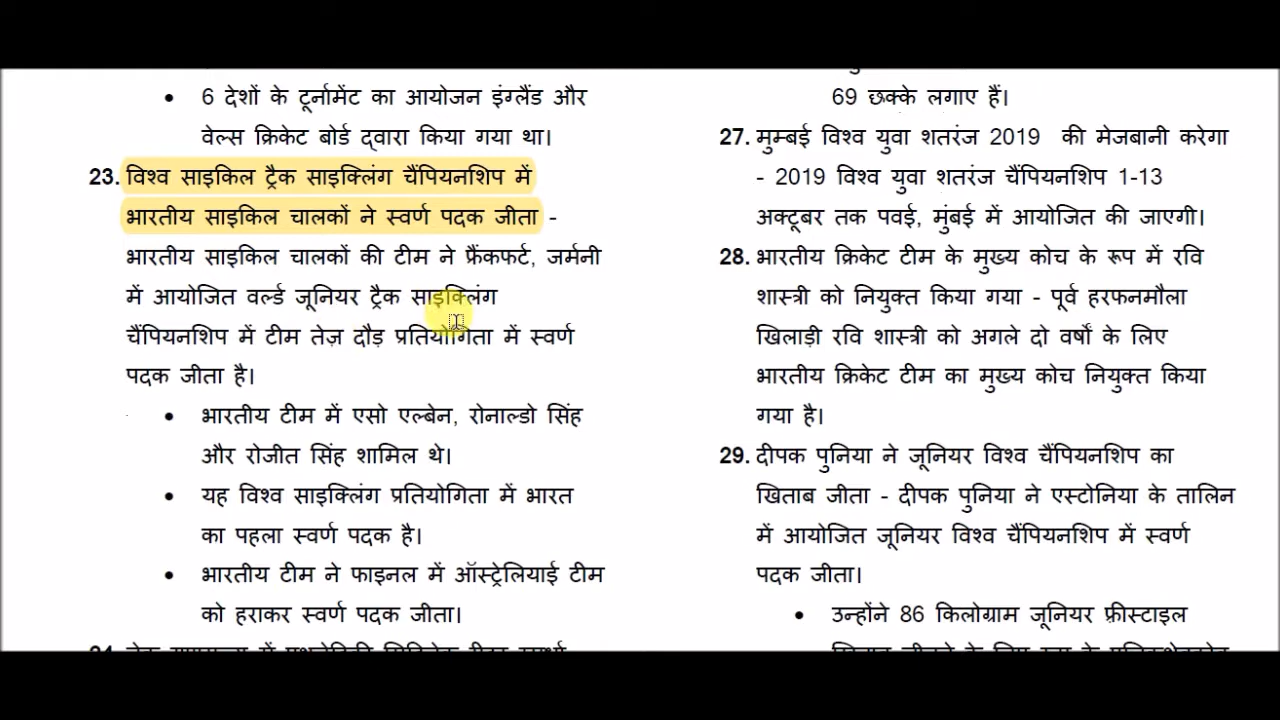 6 देशों के टूर्नामेंट का आयोजन इंग्लैंड और
वेल्स क्रिकेट बोर्ड द्वारा किया गया था।
23. विश्व साइकिल ट्रैक साइक्लिंग चैंपियनशिप में
भारतीय साइकिल चालकों ने स्वर्ण पदक जीता -
भारतीय साइकिल चालकों की टीम ने फ्रैंकफर्ट, जर्मनी
में आयोजित वर्ल्ड जूनियर ट्रैक साइक्लिंग
चैंपियनशिप में टीम तेज़ दौड़ प्रतियोगिता में स्वर्ण
पदक जीता है।
• भारतीय टीम में एसो एल्बेन, रोनाल्डो सिंह
और रोजीत सिंह शामिल थे।
• यह विश्व साइक्लिंग प्रतियोगिता में भारत
का पहला स्वर्ण पदक है।
• भारतीय टीम ने फाइनल में ऑस्ट्रेलियाई टीम
को हराकर स्वर्ण पदक जीता।
69 छक्के लगाए हैं।
27. मुम्बई विश्व युवा शतरंज 2019 की मेजबानी करेगा
- 2019 विश्व युवा शतरंज चैंपियनशिप 1-13
अक्टूबर तक पवई, मुंबई में आयोजित की जाएगी।
28. भारतीय क्रिकेट टीम के मुख्य कोच के रूप में रवि
शास्त्री को नियुक्त किया गया - पूर्व हरफनमौला
खिलाड़ी रवि शास्त्री को अगले दो वर्षों के लिए
भारतीय क्रिकेट टीम का मुख्य कोच नियुक्त किया
गया है।
29. दीपक पुनिया ने जूनियर विश्व चैंपियनशिप का
खिताब जीता - दीपक पुनिया ने एस्टोनिया के तालिन
में आयोजित जूनियर विश्व चैंपियनशिप में स्वर्ण
पदक जीता।
• उन्होंने 86 किलोग्राम जूनियर फ़्रीस्टाइल